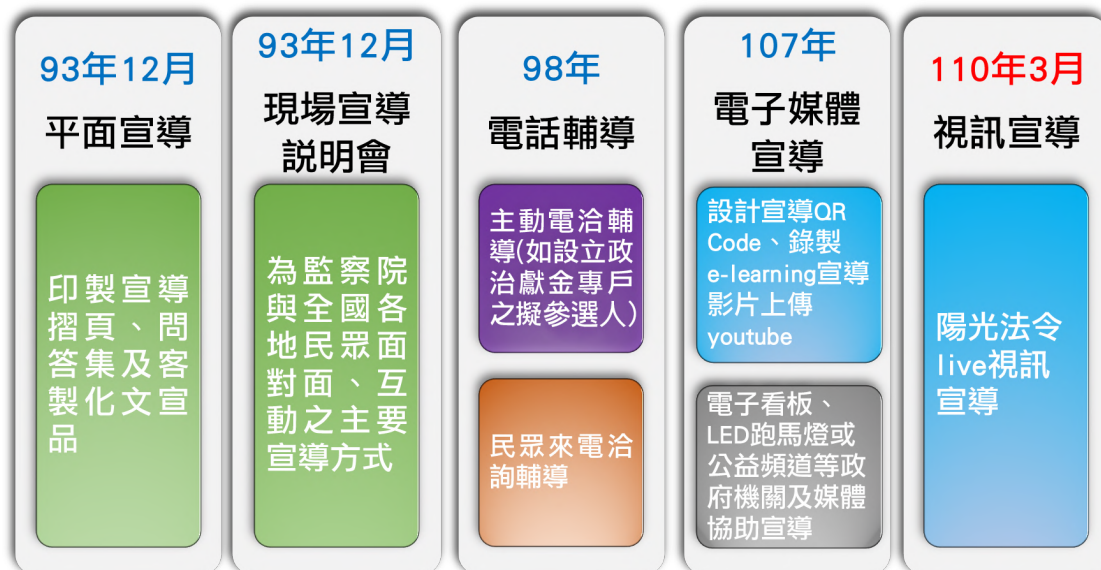 93年12月
平面宣導
印製宣導
摺頁、問
答集及客
製化文宣
品
93年12月
現場宣導
說明會
為監察院
與全國各
地民眾面
對面、互
動之主要
宣導方式
98年
電話輔導
主動電洽輔
導(如設立政
治獻金專戶
之擬參選人)
民眾來電洽
詢輔導
107年
電子媒體
宣導
設計宣導QR
Code、錄製
e-learning宣導
影片上傳
youtube
電子看板、
LED跑馬燈或
公益頻道等政
府機關及媒體
協助宣導
110年3月
視訊宣導
陽光法令
live視訊
宣導